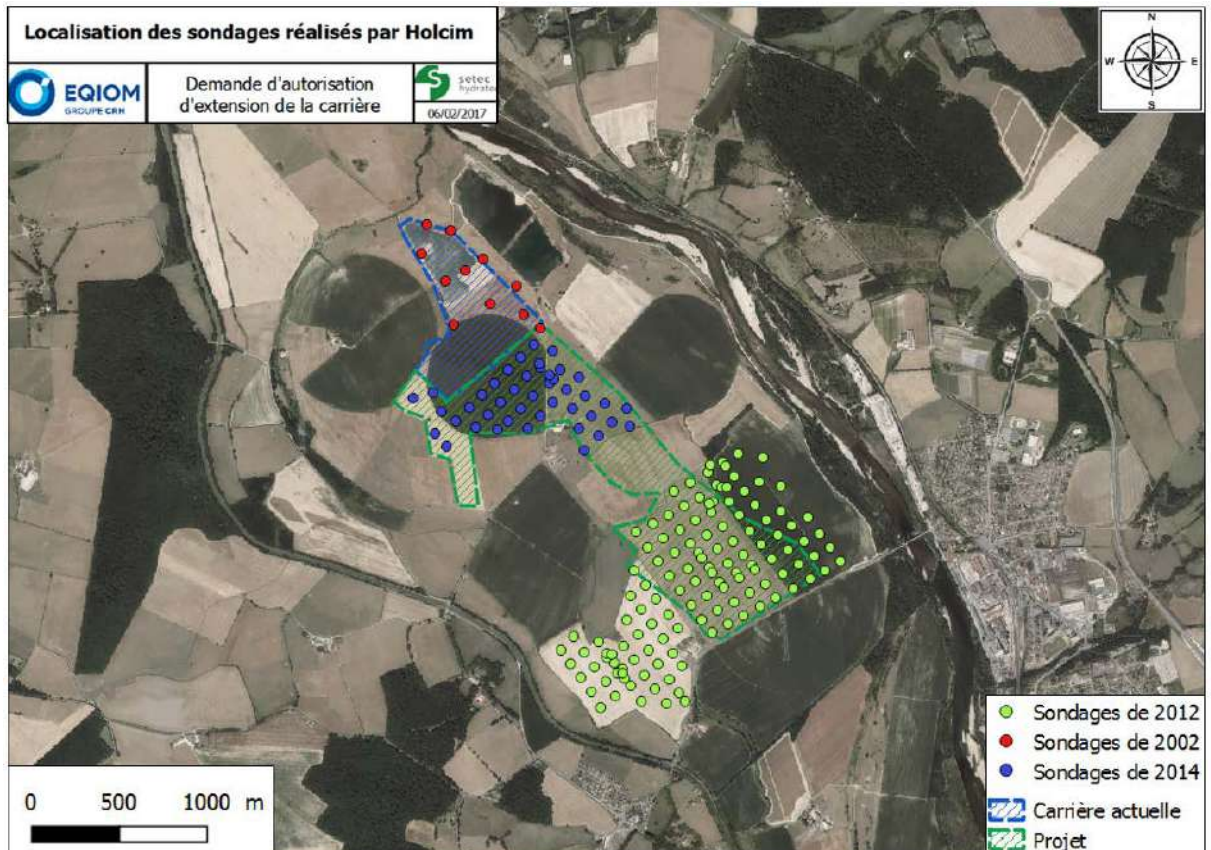 Localisation des sondages réalisés par Holcim
EQIOM
GROUPE CRH
Demande d'autorisation
d'extension de la carrière
setec
06/02/2017
N
W
E
S
Sondages de 2012
Sondages de 2002
Sondages de 2014
Carrière actuelle
Projet
0 500 1000 m